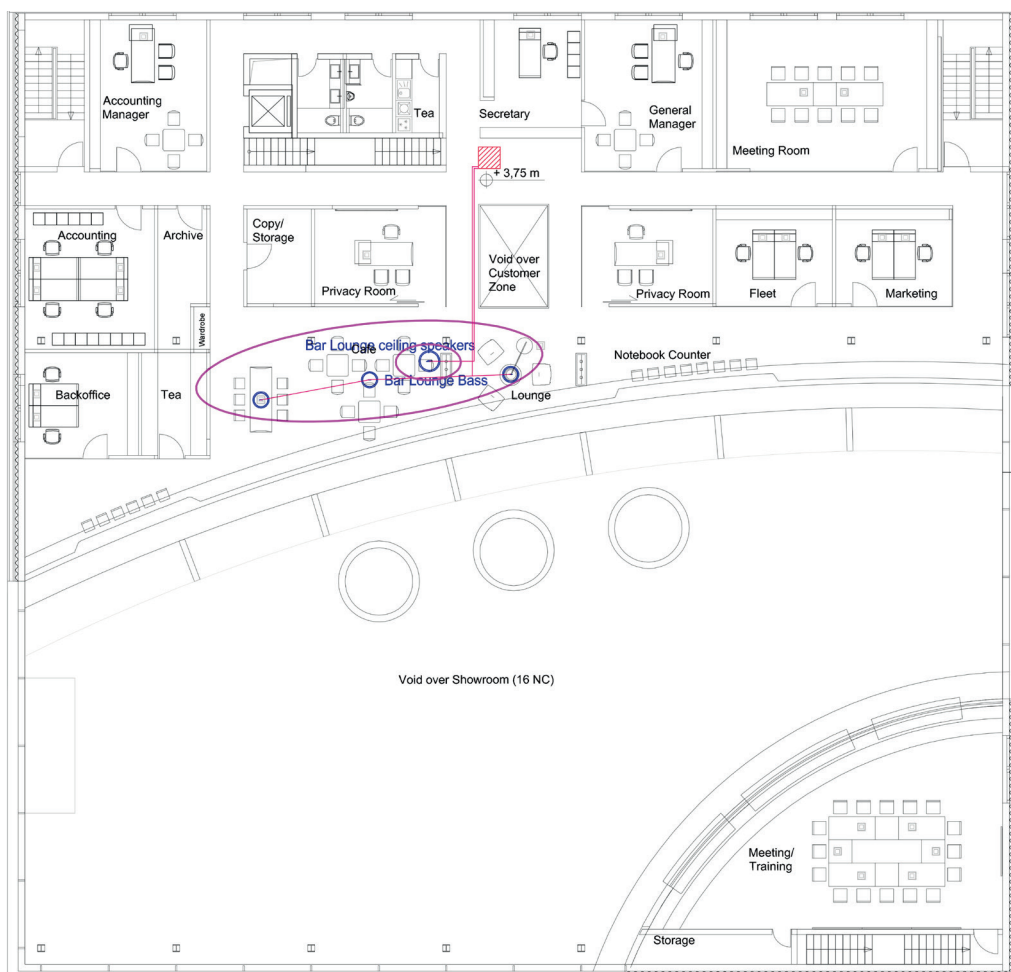 Accounting
Manager
Tea
Secretary
General
Manager
Meeting Room
+ 3,75 m
Accounting
Archive
Copy/
Storage
Privacy Room
Void over
Customer
Zone
Privacy Room
Fleet
Marketing
Wardrobe
Bar Lounge ceiling speakers
Café
Bar Lounge Bass
Notebook Counter
Backoffice
Tea
Lounge
Void over Showroom (16 NC)
Meeting/
Training
Storage